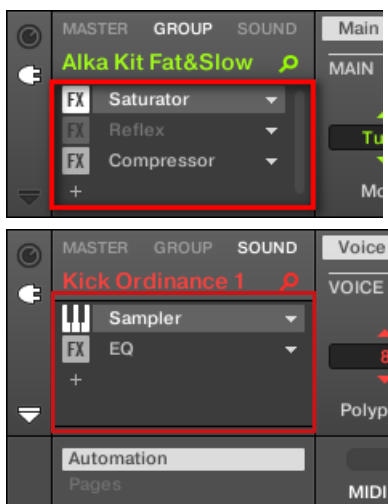 MASTER GROUP SOUND Main
Alka Kit Fat&Slow MAIN
FX Saturator
FX Reflex Tu
FX Compressor
+ Mo
MASTER GROUP SOUND Voice
Kick Ordinance 1 VOICE
Sampler
FX EQ 8
+
Polyp
Automation
Pages MIDI